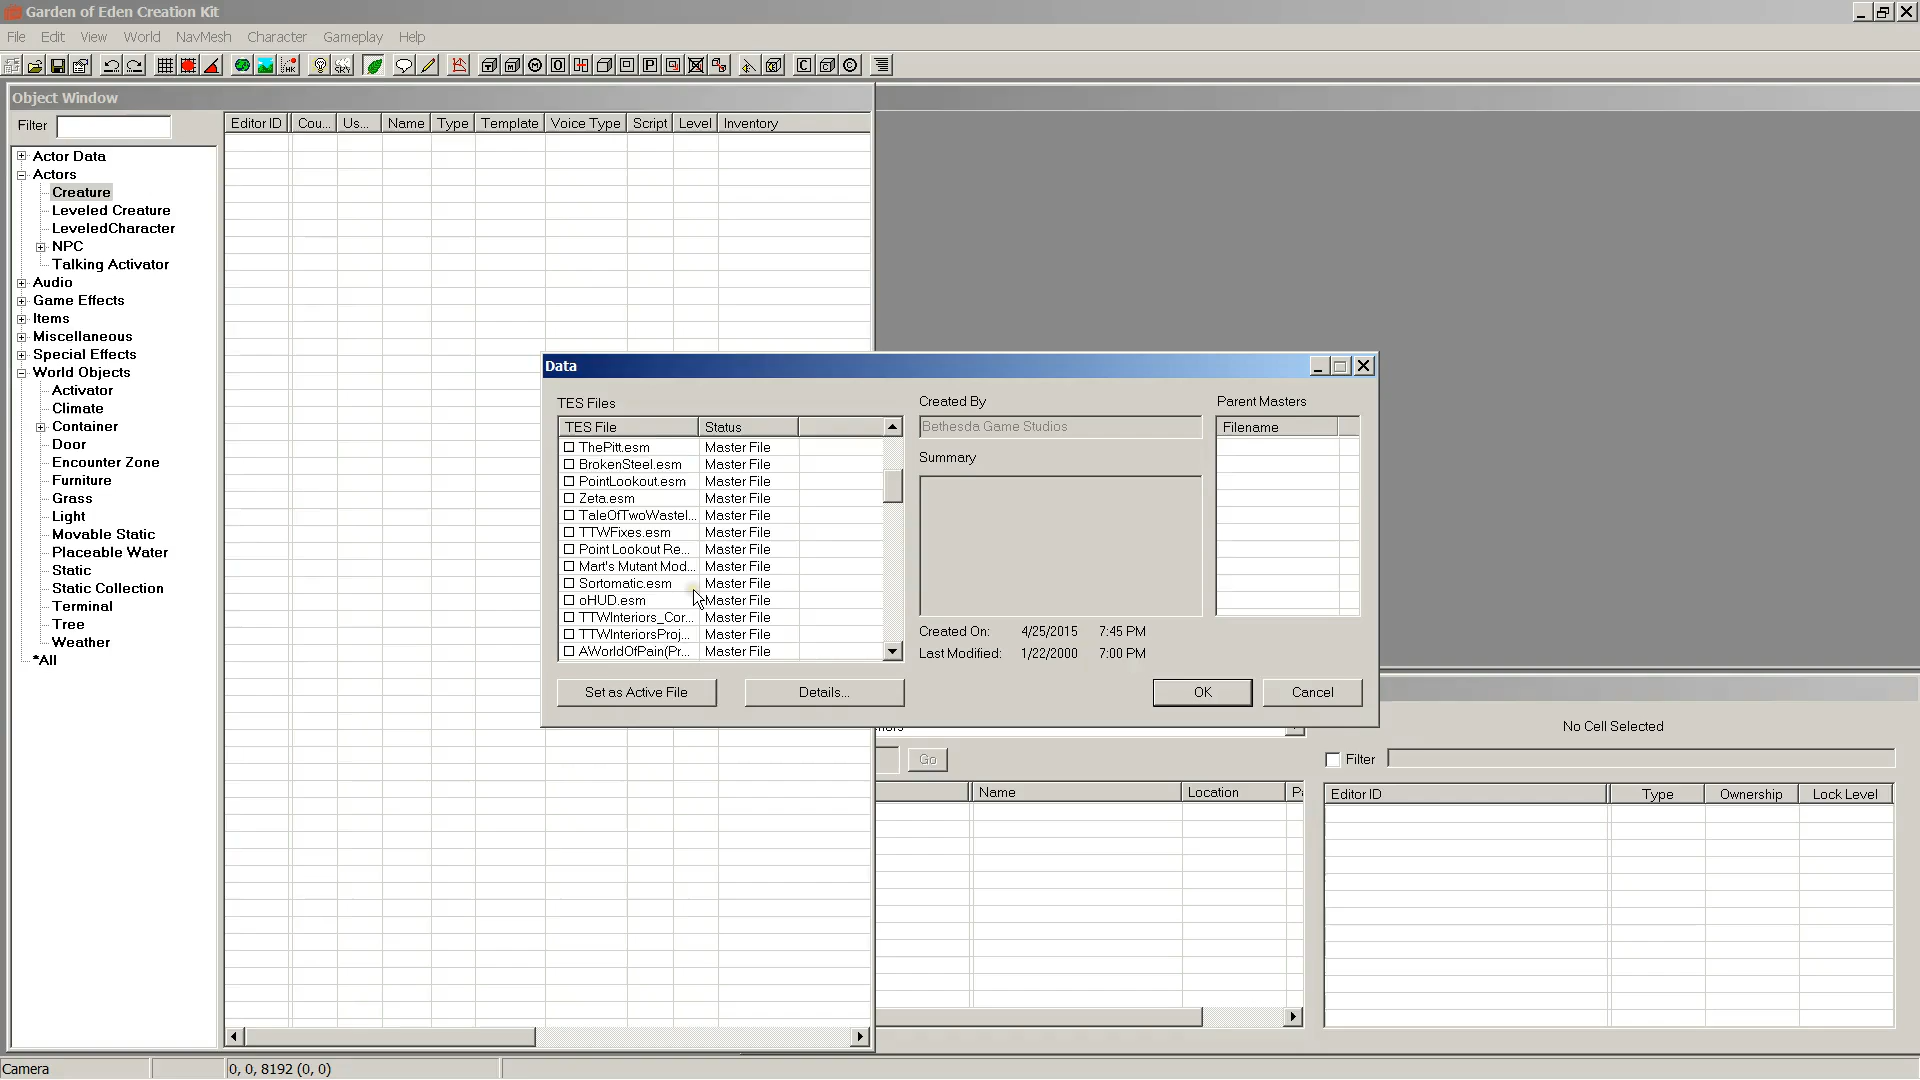 Garden of Eden Creation Kit
File Edit View World NavMesh Character Gameplay Help
Object Window
Filter
Editor ID Cou... Us... Name Type Template Voice Type Script Level Inventory
Actor Data
Actors
Creature
Leveled Creature
LeveledCharacter
NPC
Talking Activator
Audio
Game Effects
Items
Miscellaneous
Special Effects
World Objects
Activator
Climate
Container
Door
Encounter Zone
Furniture
Grass
Light
Movable Static
Placeable Water
Static
Static Collection
Terminal
Tree
Weather
*All
Data
TES Files
TES File Status
ThePitt.esm Master File
BrokenSteel.esm Master File
PointLookout.esm Master File
Zeta.esm Master File
TaleOfTwoWastel... Master File
TTWFixes.esm Master File
Point Lookout Re... Master File
Mart's Mutant Mod... Master File
Sortomatic.esm Master File
oHUD.esm Master File
TTWInteriors_Cor... Master File
TTWInteriorsProj... Master File
AWorldOfPain(Pr... Master File
Created By
Bethesda Game Studios
Summary
Parent Masters
Filename
Created On: 4/25/2015 7:45 PM
Last Modified: 1/22/2000 7:00 PM
Set as Active File Details... OK Cancel
No Cell Selected
Go
Filter
Name Location
Editor ID Type Ownership Lock Level
Camera 0, 0, 8192 (0, 0)